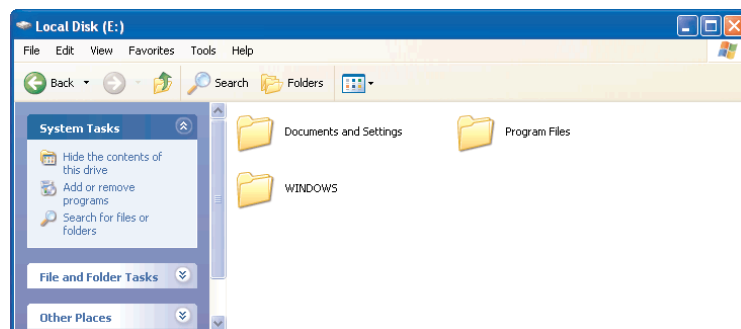 Local Disk (E:)
File Edit View Favorites Tools Help
Back Search Folders
System Tasks
Hide the contents of
this drive
Add or remove
programs
Search for files or
folders
File and Folder Tasks
Other Places
Documents and Settings Program Files
WINDOWS